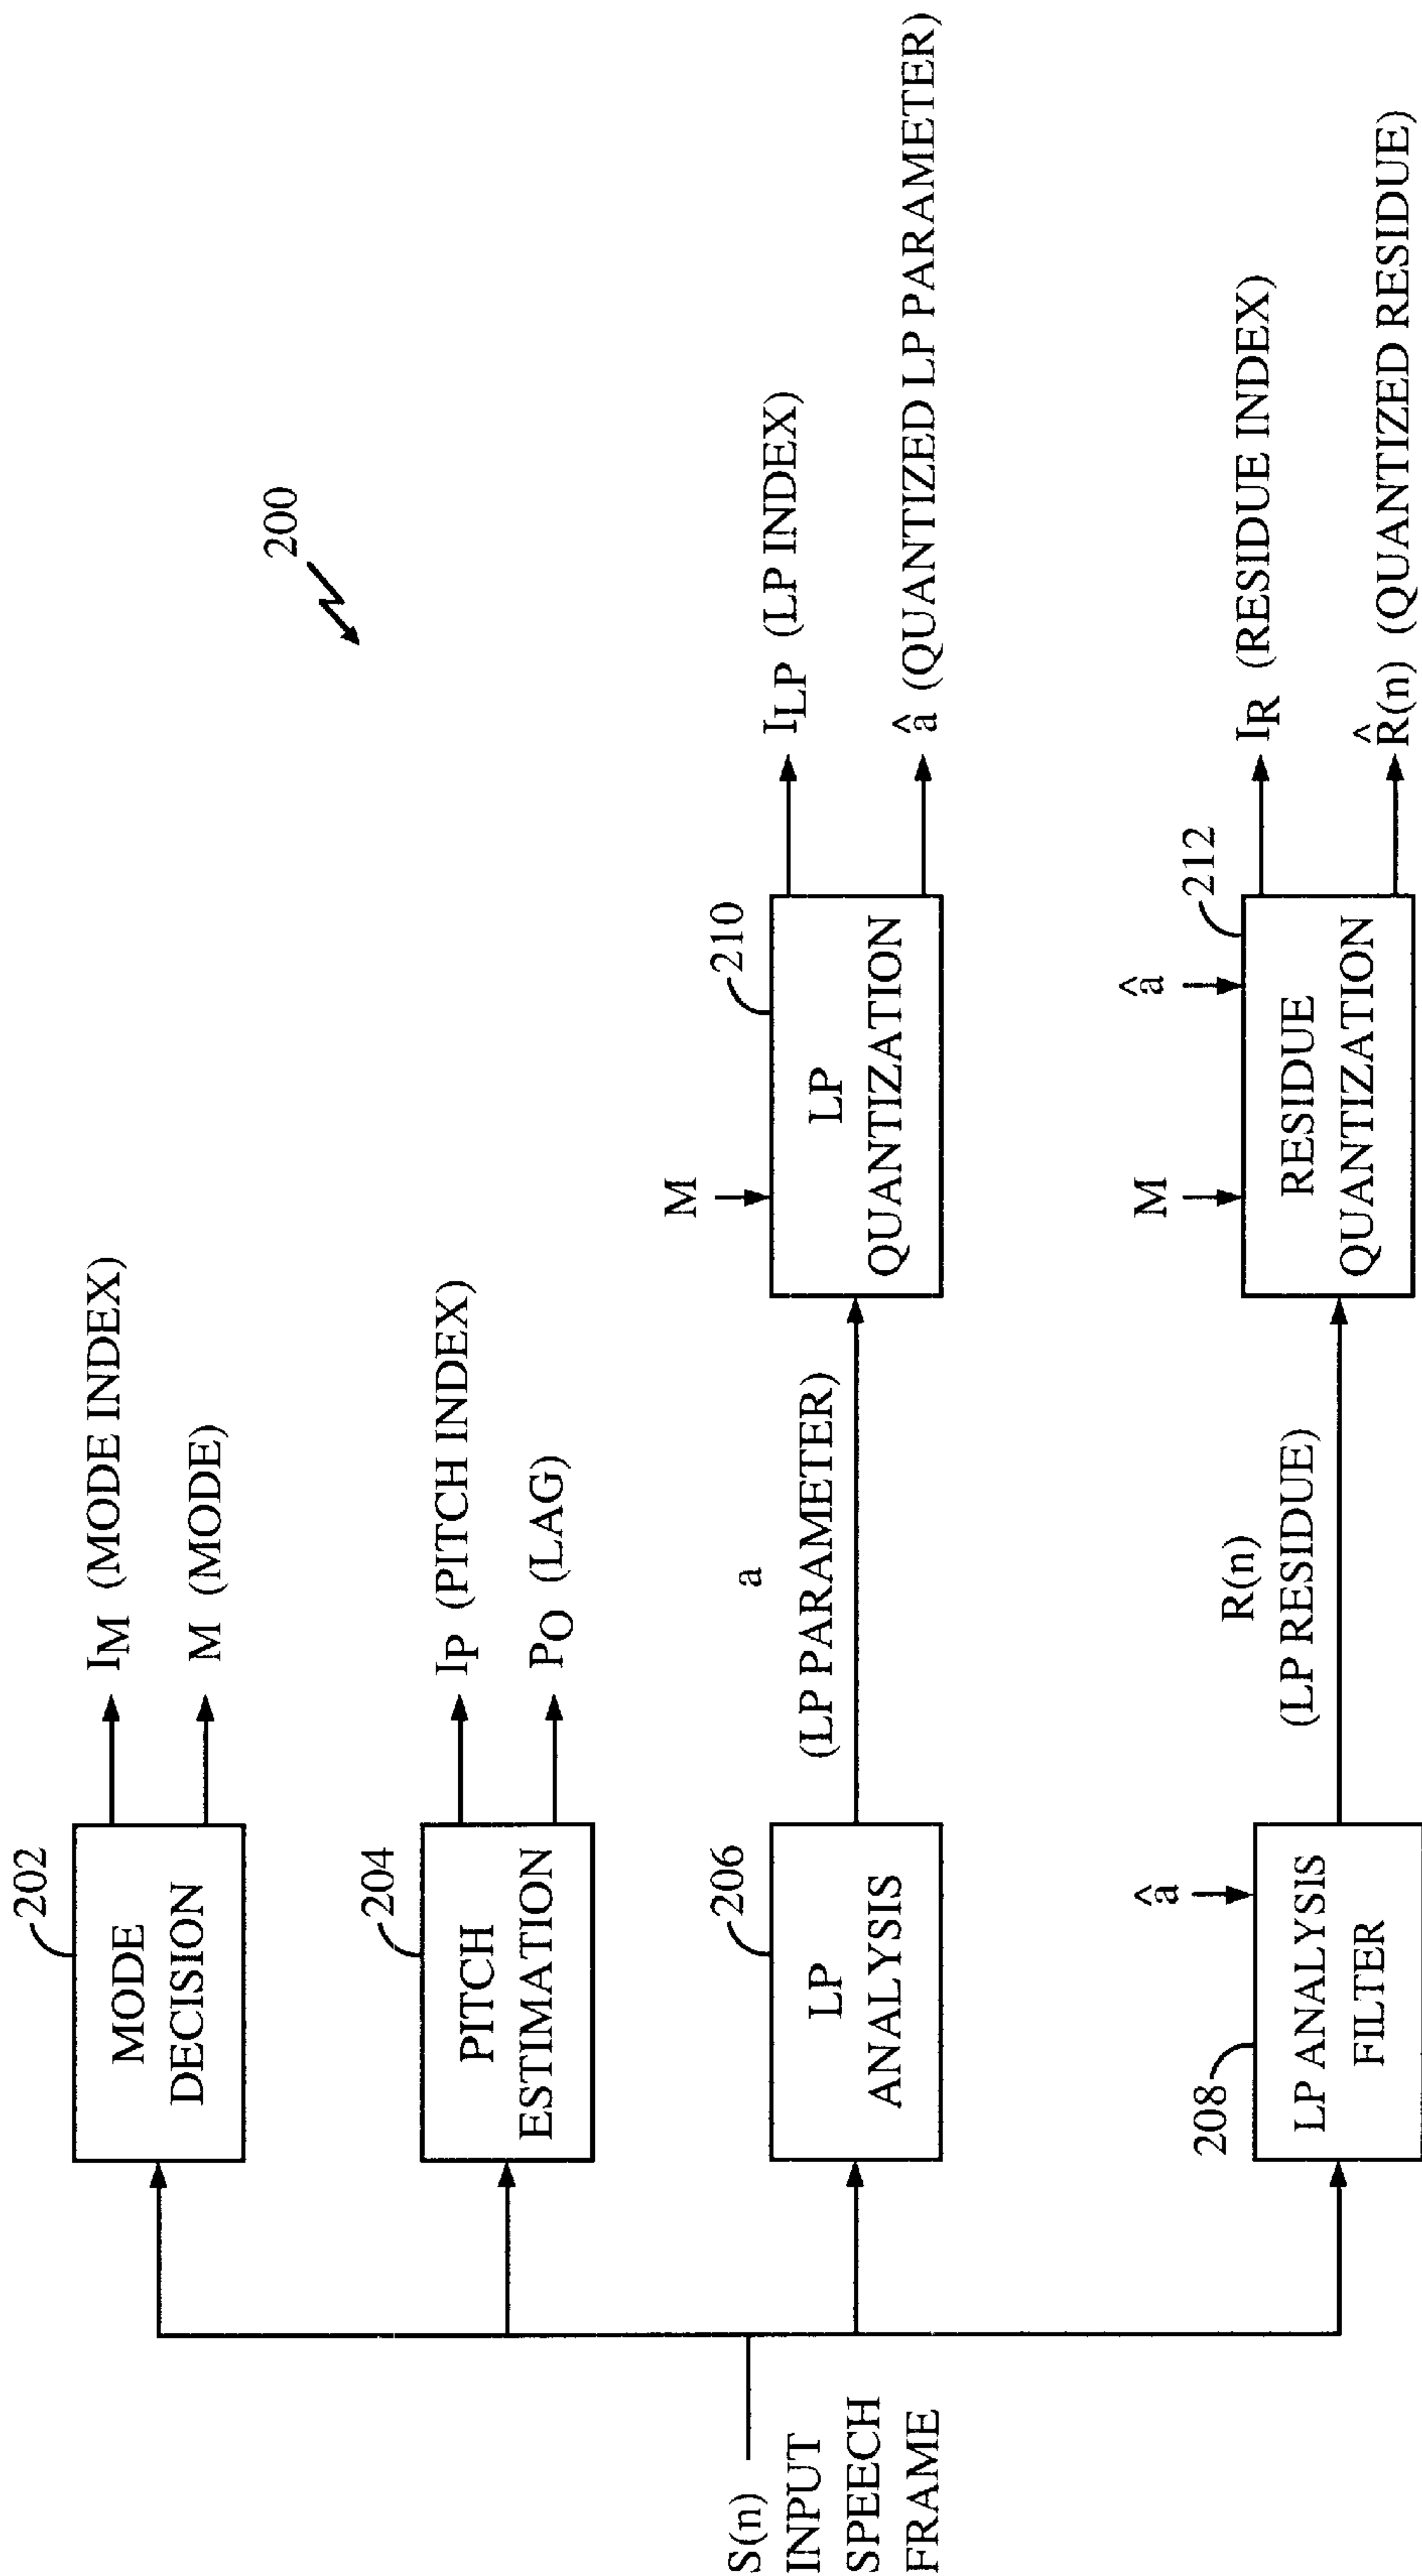 200
202
MODE
DECISION
I_M (MODE INDEX)
M (MODE)
204
PITCH
ESTIMATION
I_P (PITCH INDEX)
P_O (LAG)
S(n)
INPUT
SPEECH
FRAME
206
LP
ANALYSIS
a
(LP PARAMETER)
M
210
LP
QUANTIZATION
I_LP (LP INDEX)
â (QUANTIZED LP PARAMETER)
208
â
LP ANALYSIS
FILTER
R(n)
(LP RESIDUE)
M
â
212
RESIDUE
QUANTIZATION
I_R (RESIDUE INDEX)
R̂(n) (QUANTIZED RESIDUE)